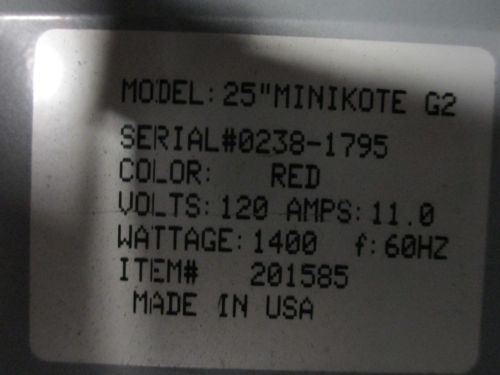 MODEL: 25"MINIKOTE G2
SERIAL#0238-1795
COLOR: RED
VOLTS: 120 AMPS: 11.0
WATTAGE: 1400 f: 60HZ
ITEM# 201585
MADE IN USA